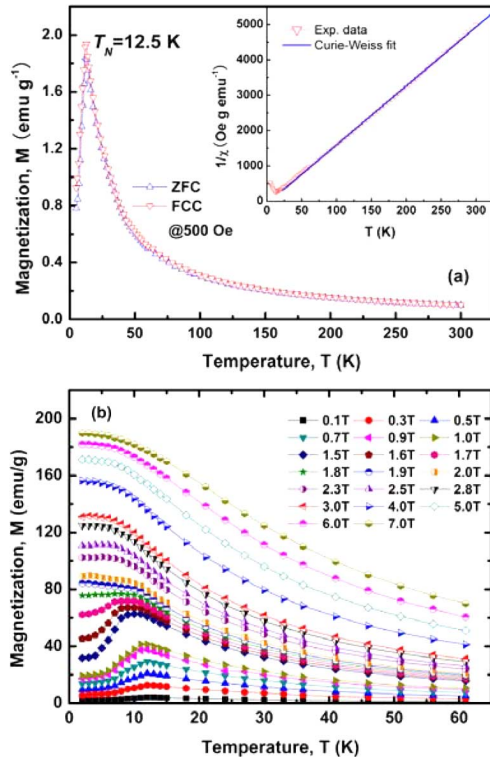 (a)
T_N=12.5 K
Magnetization, M (emu g⁻¹)
2.0
1.6
1.2
0.8
0.4
0.0
0 50 100 150 200 250 300
Temperature, T (K)
ZFC
FCC
@500 Oe
1/χ (Oe g emu⁻¹)
6000
5000
4000
3000
2000
1000
0
0 50 100 150 200 250 300
T (K)
Exp. data
Curie-Weiss fit
(b)
Magnetization, M (emu/g)
200
160
120
80
40
0
0 10 20 30 40 50 60
Temperature, T (K)
0.1T 0.3T 0.5T
0.7T 0.9T 1.0T
1.5T 1.6T 1.7T
1.8T 1.9T 2.0T
2.3T 2.5T 2.8T
3.0T 4.0T 5.0T
6.0T 7.0T